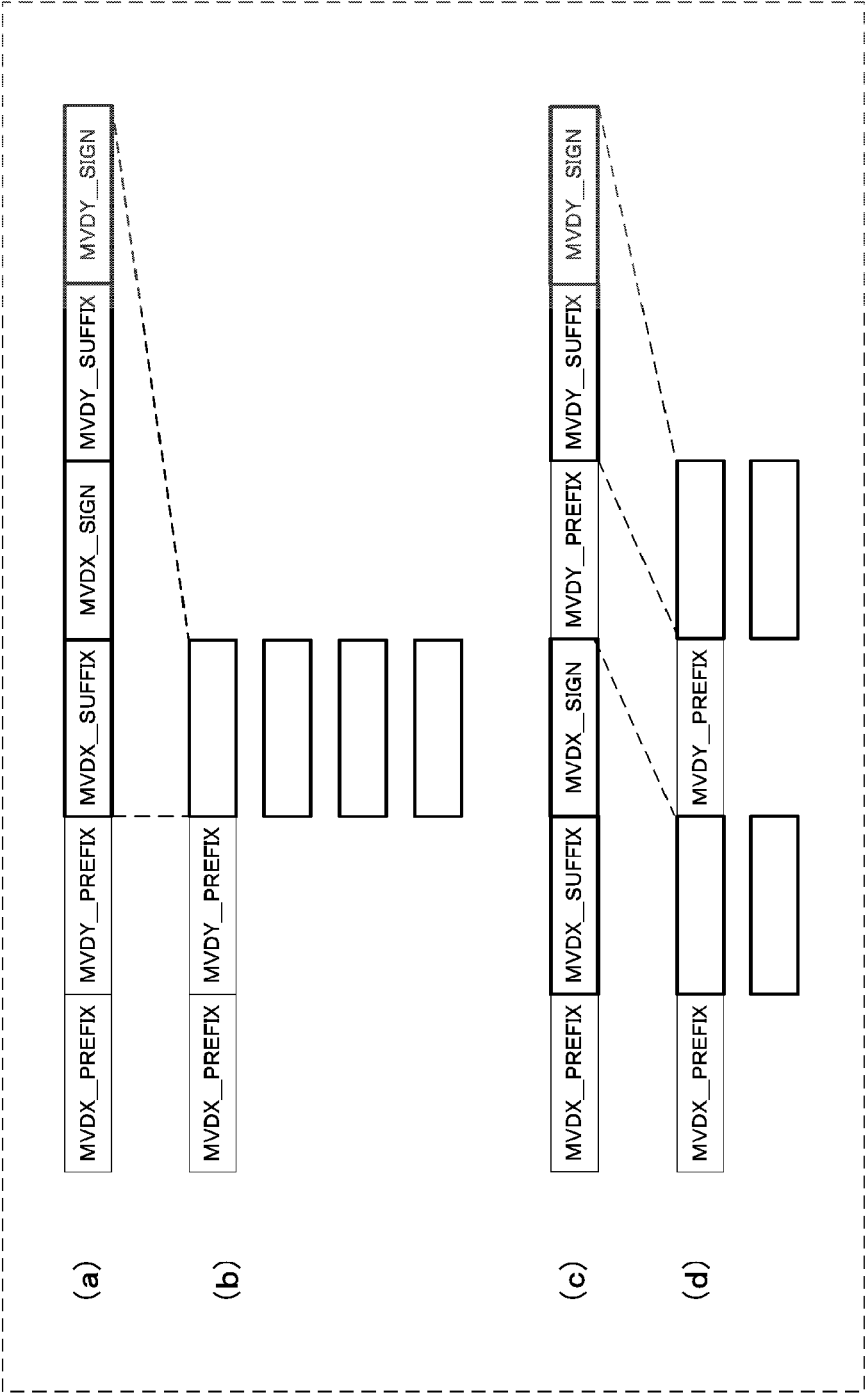 (a) MVDX_PREFIX MVDY_PREFIX MVDX_SUFFIX MVDX_SIGN MVDY_SUFFIX MVDY_SIGN
(b) MVDX_PREFIX MVDY_PREFIX
(c) MVDX_PREFIX MVDX_SUFFIX MVDX_SIGN MVDY_PREFIX MVDY_SUFFIX MVDY_SIGN
(d) MVDX_PREFIX MVDY_PREFIX